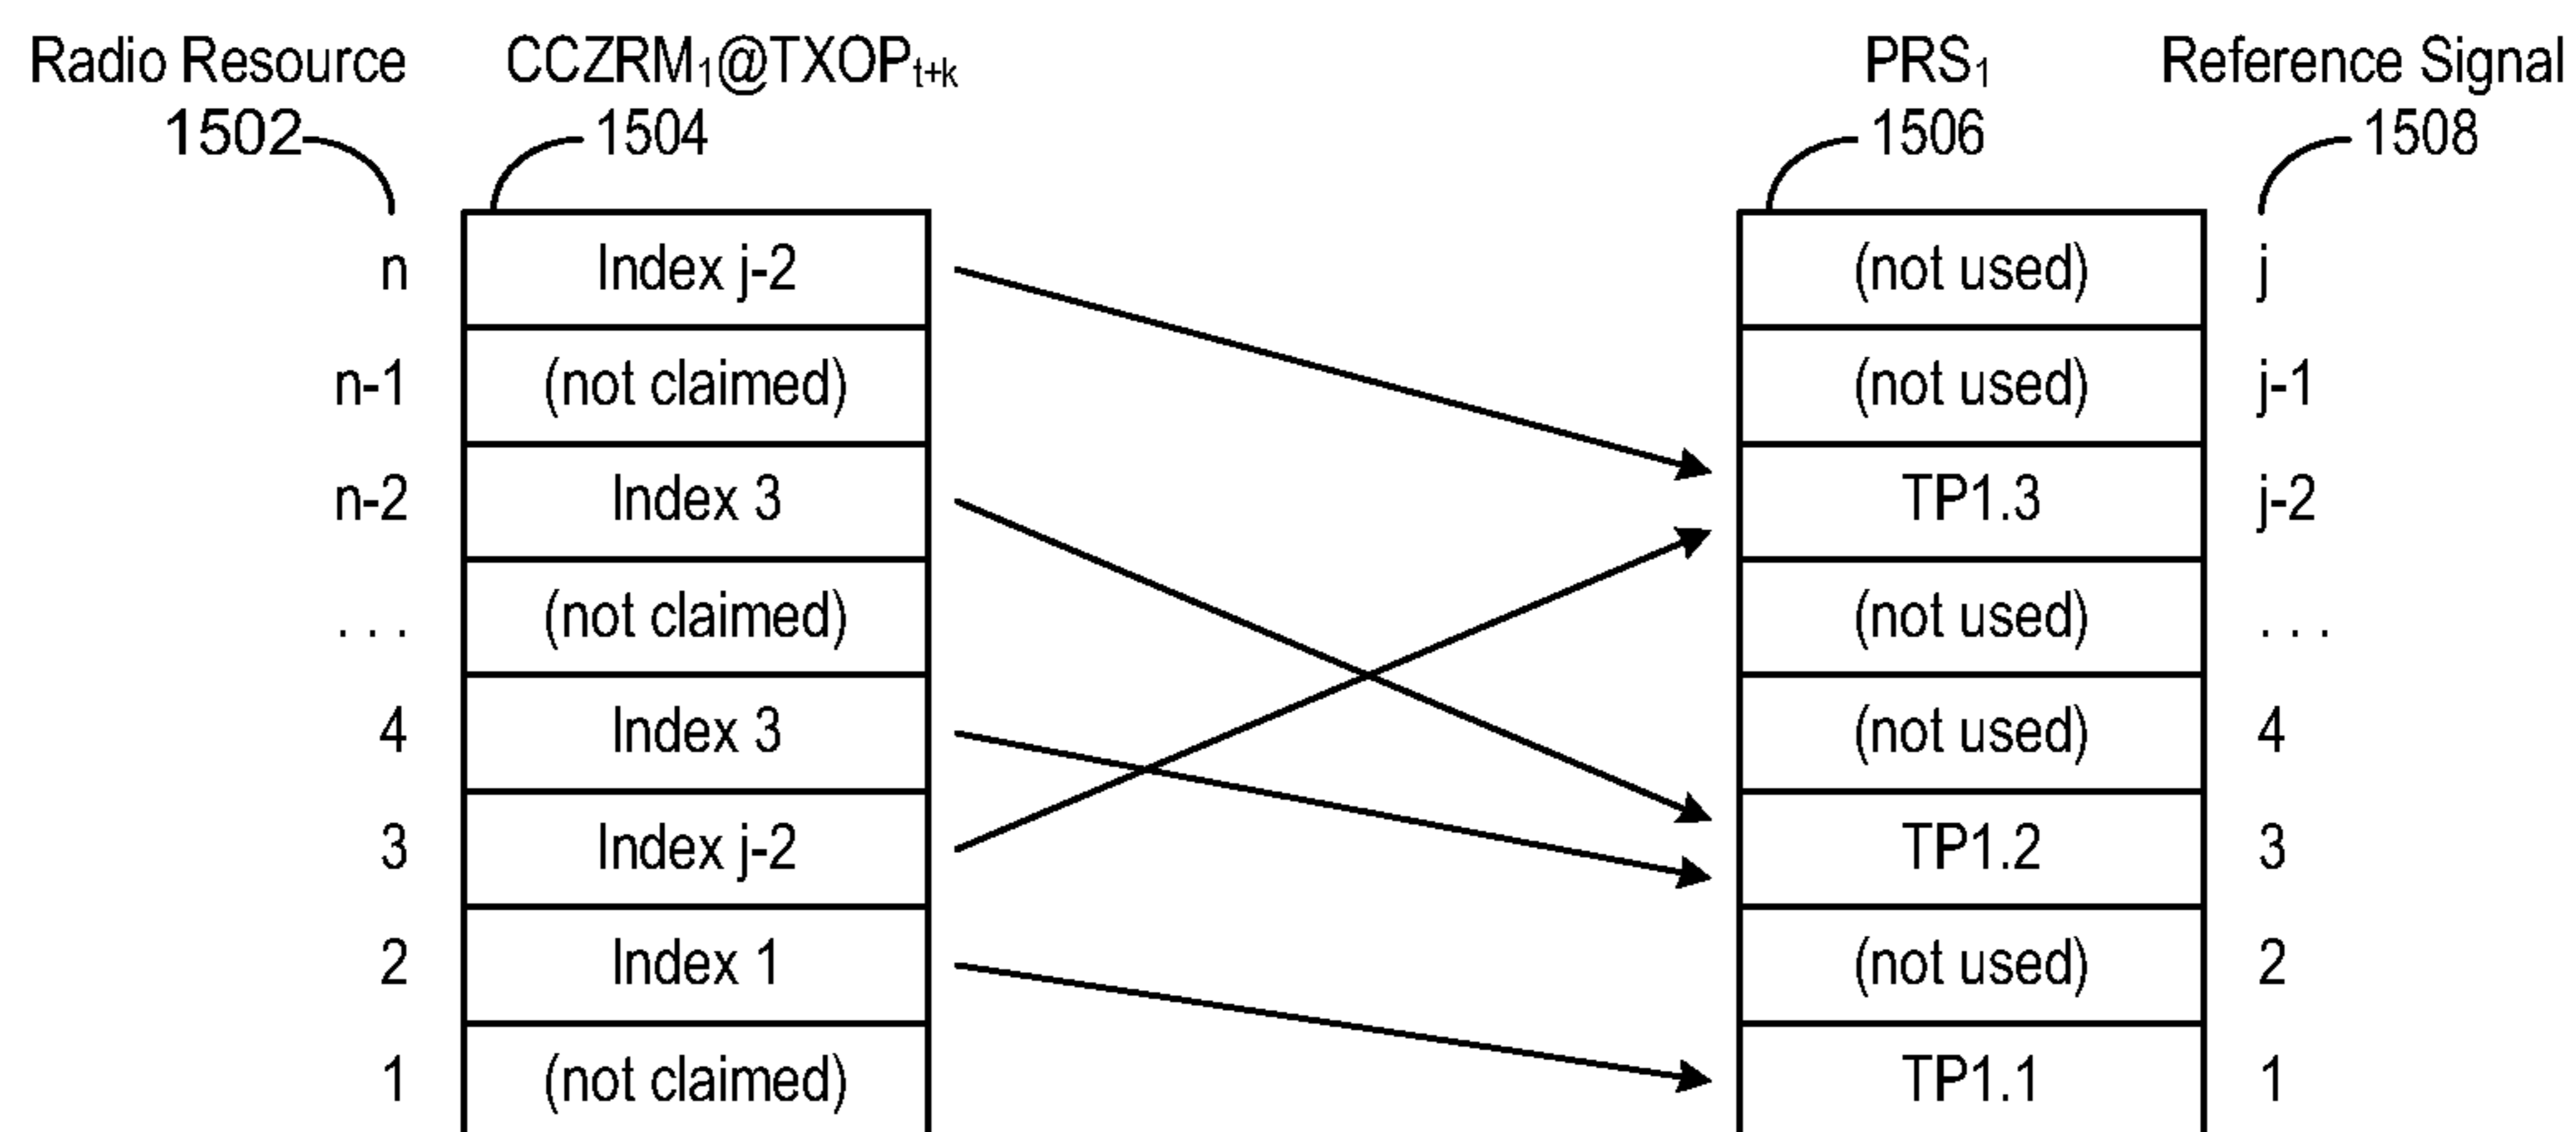 Radio Resource CCZRM₁@TXOPₜ₊ₖ PRS₁ Reference Signal
1502 1504 1506 1508
n Index j-2 (not used) j
n-1 (not claimed) (not used) j-1
n-2 Index 3 TP1.3 j-2
. . . (not claimed) (not used) . . .
4 Index 3 (not used) 4
3 Index j-2 TP1.2 3
2 Index 1 (not used) 2
1 (not claimed) TP1.1 1